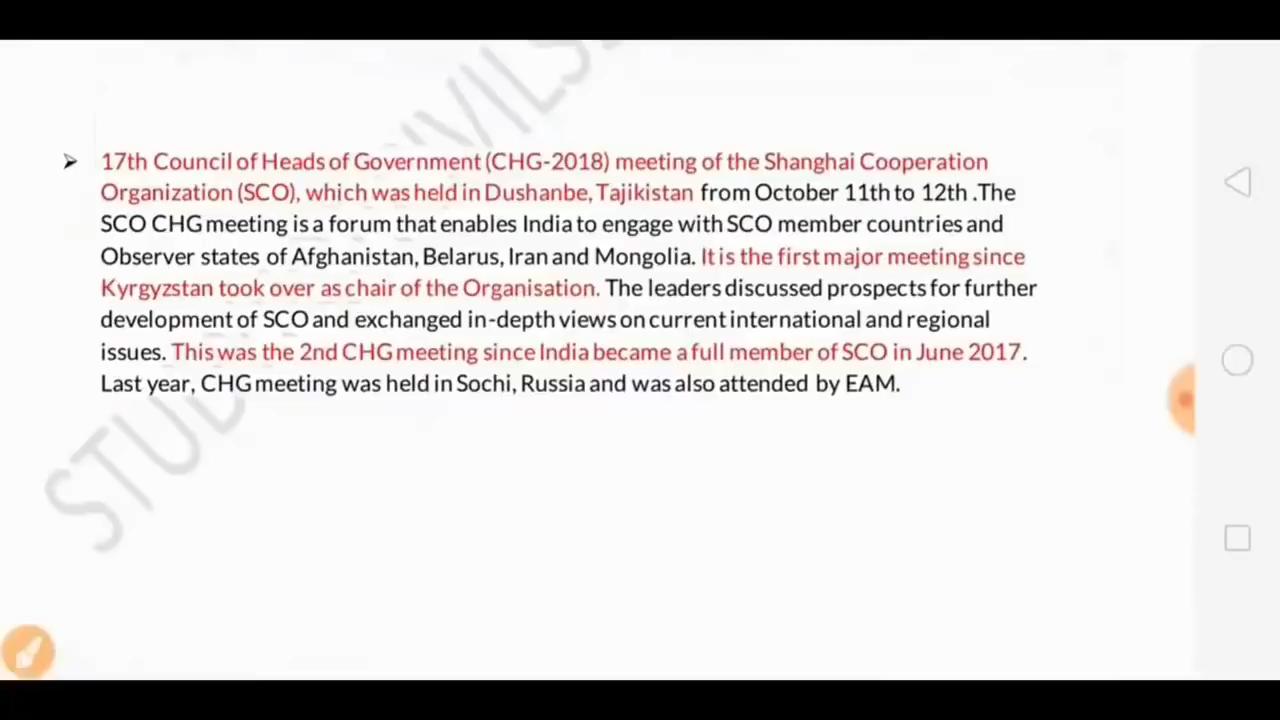 ➤ 17th Council of Heads of Government (CHG-2018) meeting of the Shanghai Cooperation
Organization (SCO), which was held in Dushanbe, Tajikistan from October 11th to 12th .The
SCO CHG meeting is a forum that enables India to engage with SCO member countries and
Observer states of Afghanistan, Belarus, Iran and Mongolia. It is the first major meeting since
Kyrgyzstan took over as chair of the Organisation. The leaders discussed prospects for further
development of SCO and exchanged in-depth views on current international and regional
issues. This was the 2nd CHG meeting since India became a full member of SCO in June 2017.
Last year, CHG meeting was held in Sochi, Russia and was also attended by EAM.